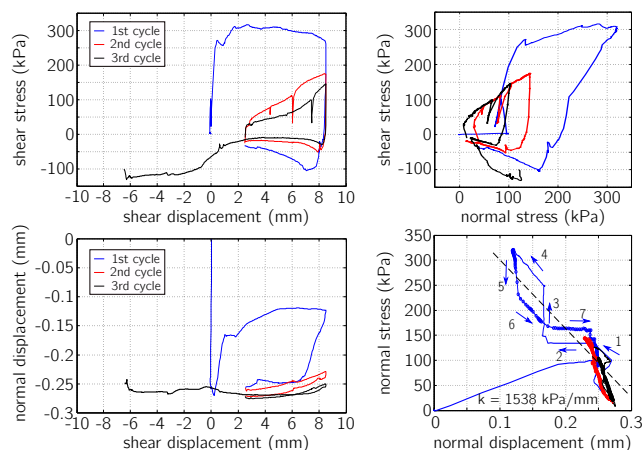 300
200
100
0
-100
shear stress (kPa)
1st cycle
2nd cycle
3rd cycle
-10 -8 -6 -4 -2 0 2 4 6 8 10
shear displacement (mm)
300
200
100
0
-100
shear stress (kPa)
0 100 200 300
normal stress (kPa)
0
-0.05
-0.1
-0.15
-0.2
-0.25
-0.3
normal displacement (mm)
1st cycle
2nd cycle
3rd cycle
-10 -8 -6 -4 -2 0 2 4 6 8 10
shear displacement (mm)
350
300
250
200
150
100
50
0
normal stress (kPa)
4
5
3
6
7
1
2
k = 1538 kPa/mm
0 0.1 0.2 0.3
normal displacement (mm)